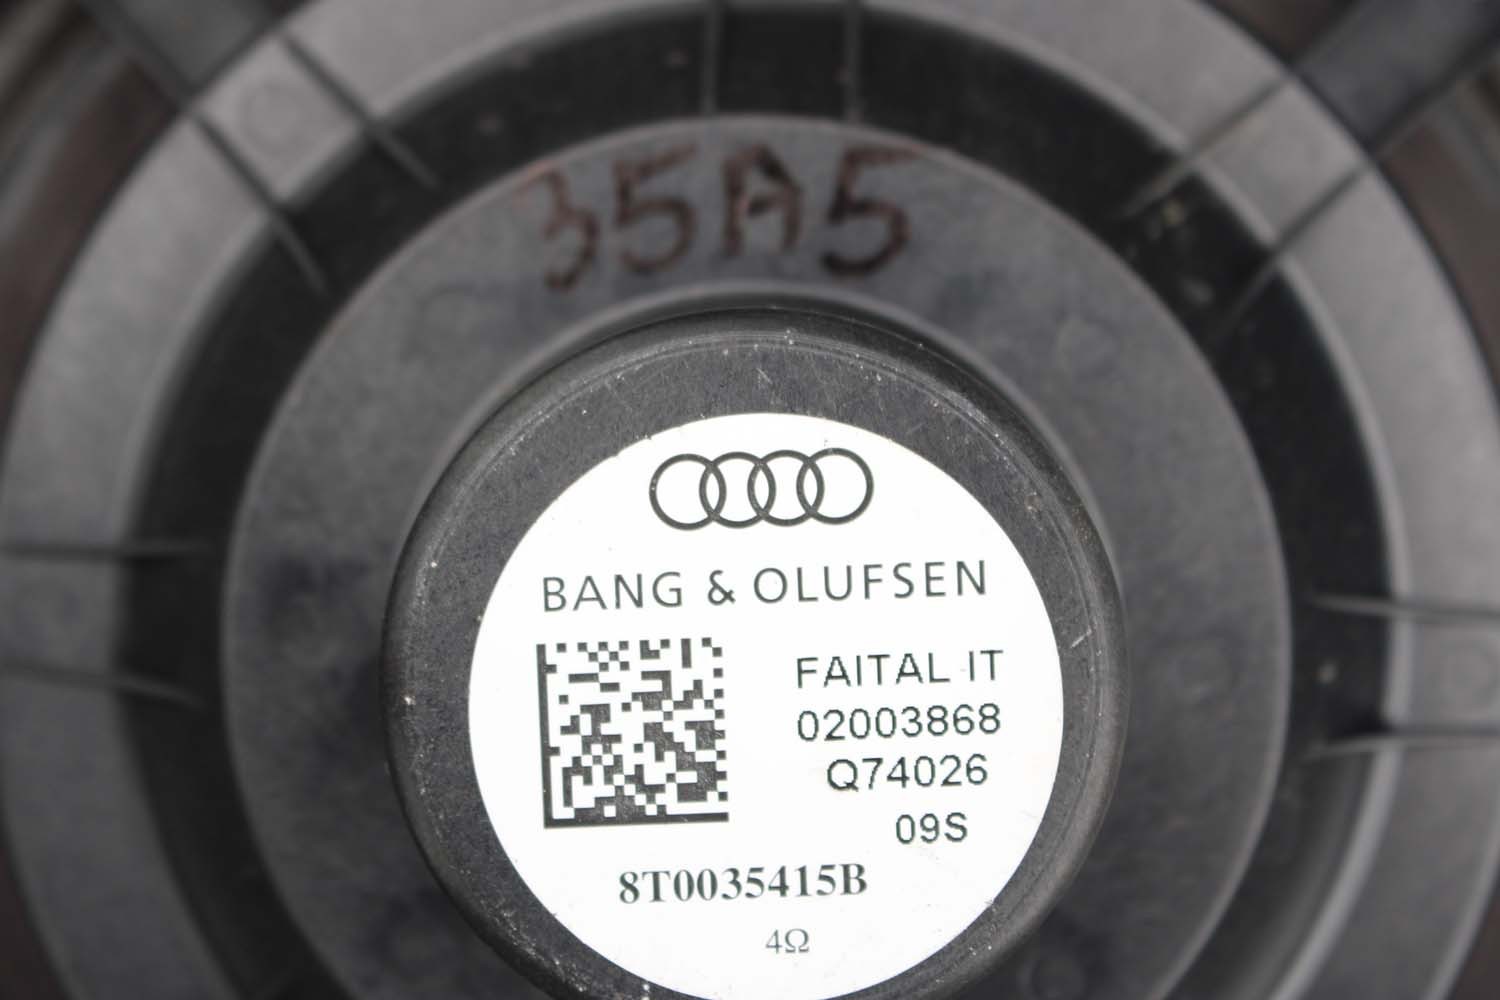 35A5
BANG & OLUFSEN
FAITAL IT
02003868
Q74026
09S
8T0035415B
4Ω